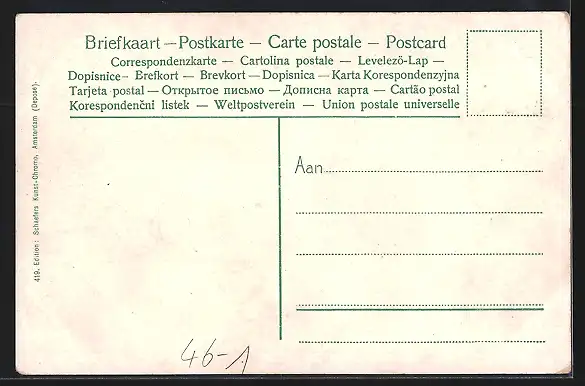 Briefkaart — Postkarte — Carte postale — Postcard
Correspondenzkarte — Cartolina postale — Levelező-Lap —
Dopisnice - Brefkort — Brevkort — Dopisnica — Karta Korespondenzyjna
Tarjeta postal — Открытое письмо — Дописна карта — Cartão postal
Korespondenční listek — Weltpostverein — Union postale universelle
Aan
419. Edition: Schaefers Kunst-Chromo, Amsterdam (Deposé).
46-1